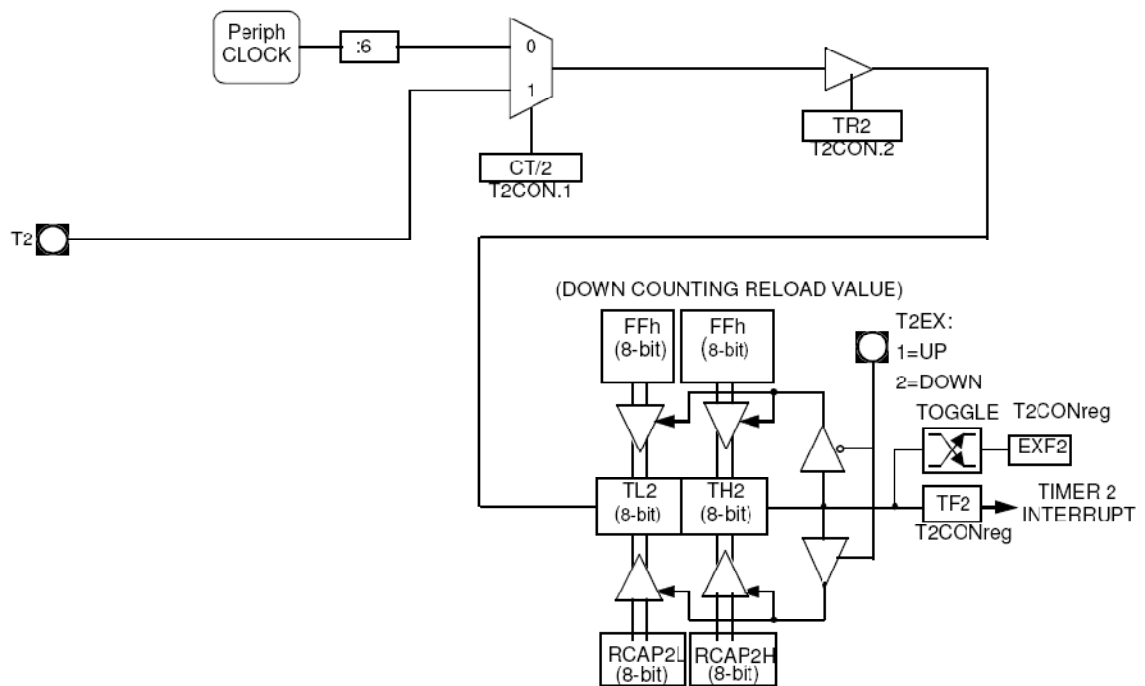 Periph
CLOCK
:6
0
1
TR2
T2CON.2
CT/2
T2CON.1
T2
(DOWN COUNTING RELOAD VALUE)
FFh
(8-bit)
FFh
(8-bit)
T2EX:
1=UP
2=DOWN
TOGGLE
T2CONreg
EXF2
TL2
(8-bit)
TH2
(8-bit)
TF2
T2CONreg
TIMER 2
INTERRUPT
RCAP2L
(8-bit)
RCAP2H
(8-bit)